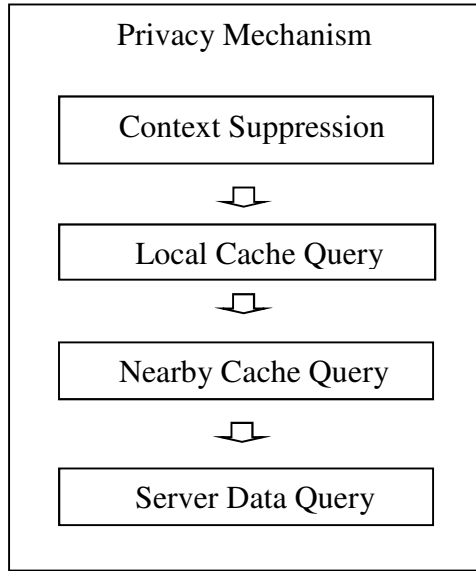 Privacy Mechanism
Context Suppression
Local Cache Query
Nearby Cache Query
Server Data Query